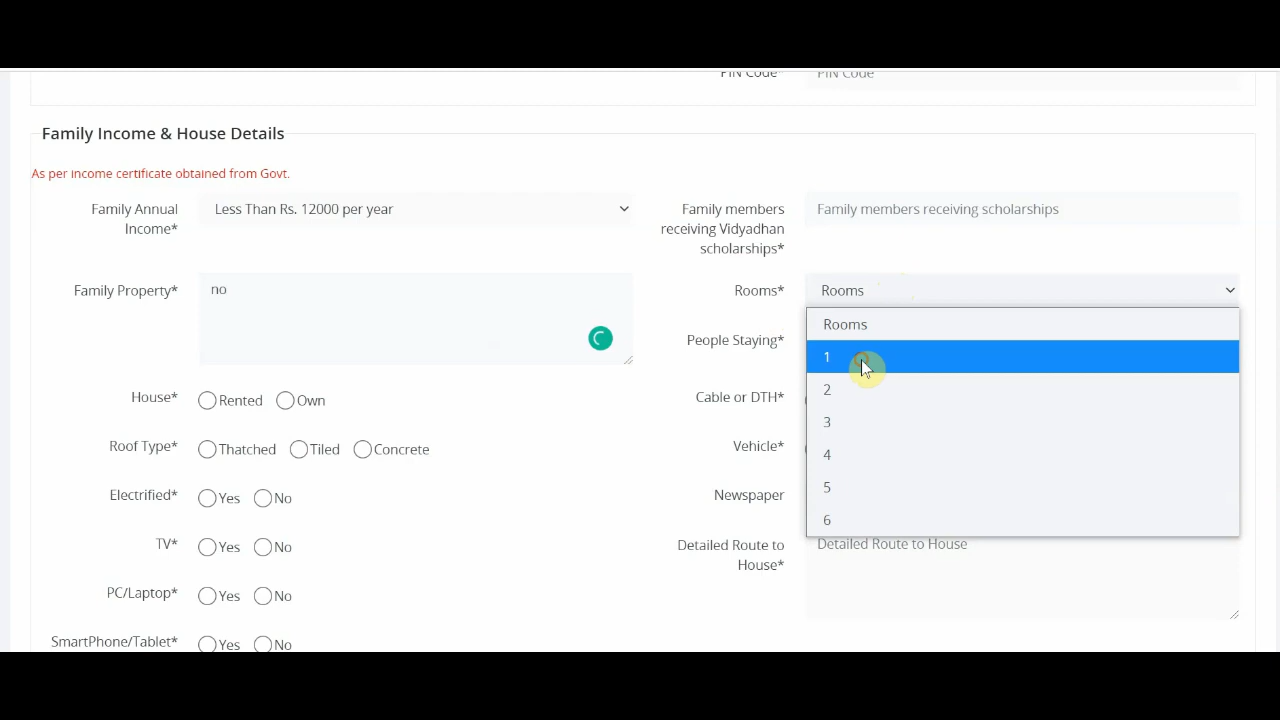 PIN Code* PIN Code
Family Income & House Details
As per income certificate obtained from Govt.
Family Annual Income*
Less Than Rs. 12000 per year
Family members
receiving Vidyadhan
scholarships*
Family members receiving scholarships
Family Property*
no
Rooms*
Rooms
Rooms
1
2
3
4
5
6
People Staying*
House*
Rented Own
Cable or DTH*
Roof Type*
Thatched Tiled Concrete
Vehicle*
Electrified*
Yes No
Newspaper
TV*
Yes No
Detailed Route to
House*
Detailed Route to House
PC/Laptop*
Yes No
SmartPhone/Tablet*
Yes No